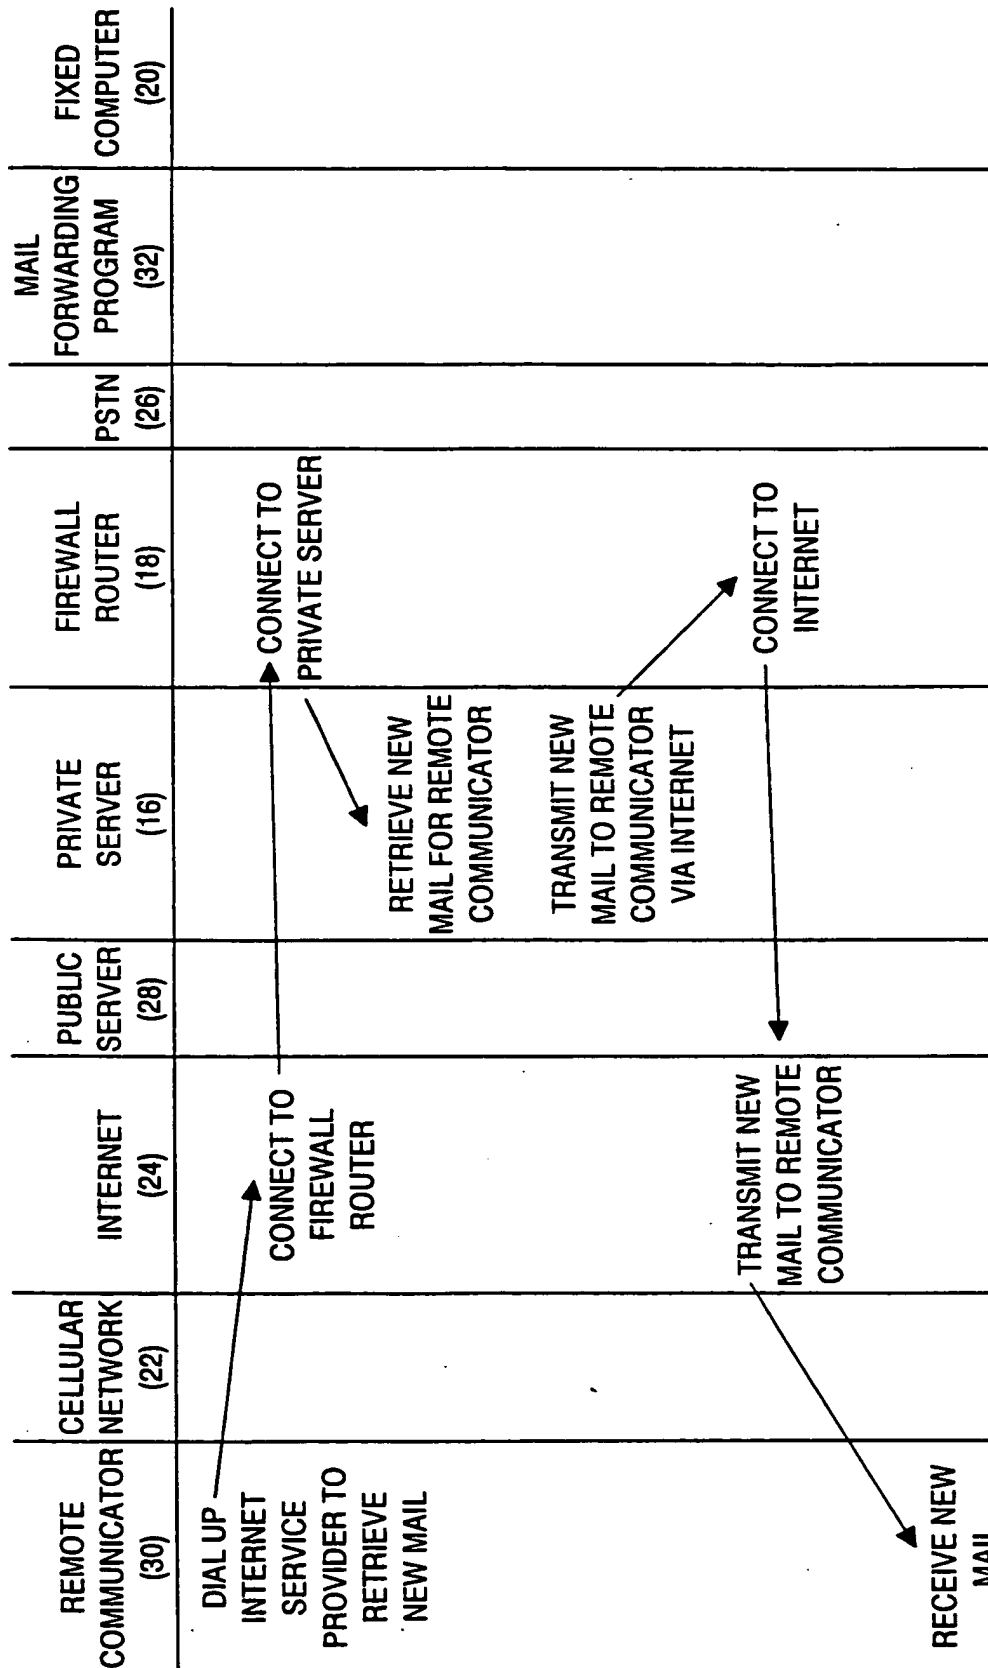 REMOTE
COMMUNICATOR
(30)
CELLULAR
NETWORK
(22)
INTERNET
(24)
PUBLIC
SERVER
(28)
PRIVATE
SERVER
(16)
FIREWALL
ROUTER
(18)
PSTN
(26)
MAIL
FORWARDING
PROGRAM
(32)
FIXED
COMPUTER
(20)
DIAL UP
INTERNET
SERVICE
PROVIDER TO
RETRIEVE
NEW MAIL
CONNECT TO
FIREWALL
ROUTER
CONNECT TO
PRIVATE SERVER
RETRIEVE NEW
MAIL FOR REMOTE
COMMUNICATOR
TRANSMIT NEW
MAIL TO REMOTE
COMMUNICATOR
VIA INTERNET
CONNECT TO
INTERNET
TRANSMIT NEW
MAIL TO REMOTE
COMMUNICATOR
RECEIVE NEW
MAIL